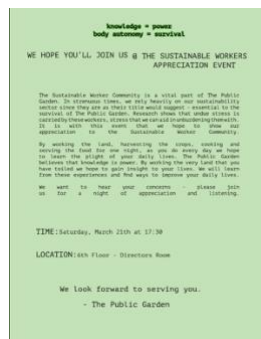 knowledge = power
body autonomy = survival
WE HOPE YOU'LL JOIN US @ THE SUSTAINABLE WORKERS
APPRECIATION EVENT
The Sustainable Worker Community is a vital part of The Public
Garden. In strenuous times, we rely heavily on our sustainability
sector since they are as their title would suggest - essential to the
survival of The Public Garden. Research shows that undue stress is
carried by these workers, stress that we can aid in unburdening them with.
It is with this event that we hope to show our
appreciation to the Sustainable Worker Community.
By working the land, harvesting the crops, cooking and
serving the food for one night, as you do every day we hope
to learn the plight of your daily lives. The Public Garden
believes that knowledge is power. By working the very land that you
have toiled we hope to gain insight to your lives. We will learn
from these experiences and find ways to improve your daily lives.
We want to hear your concerns - please join
us for a night of appreciation and listening.
TIME: Saturday, March 21th at 17:30
LOCATION: 8th Floor - Directors Room
We look forward to serving you.
- The Public Garden